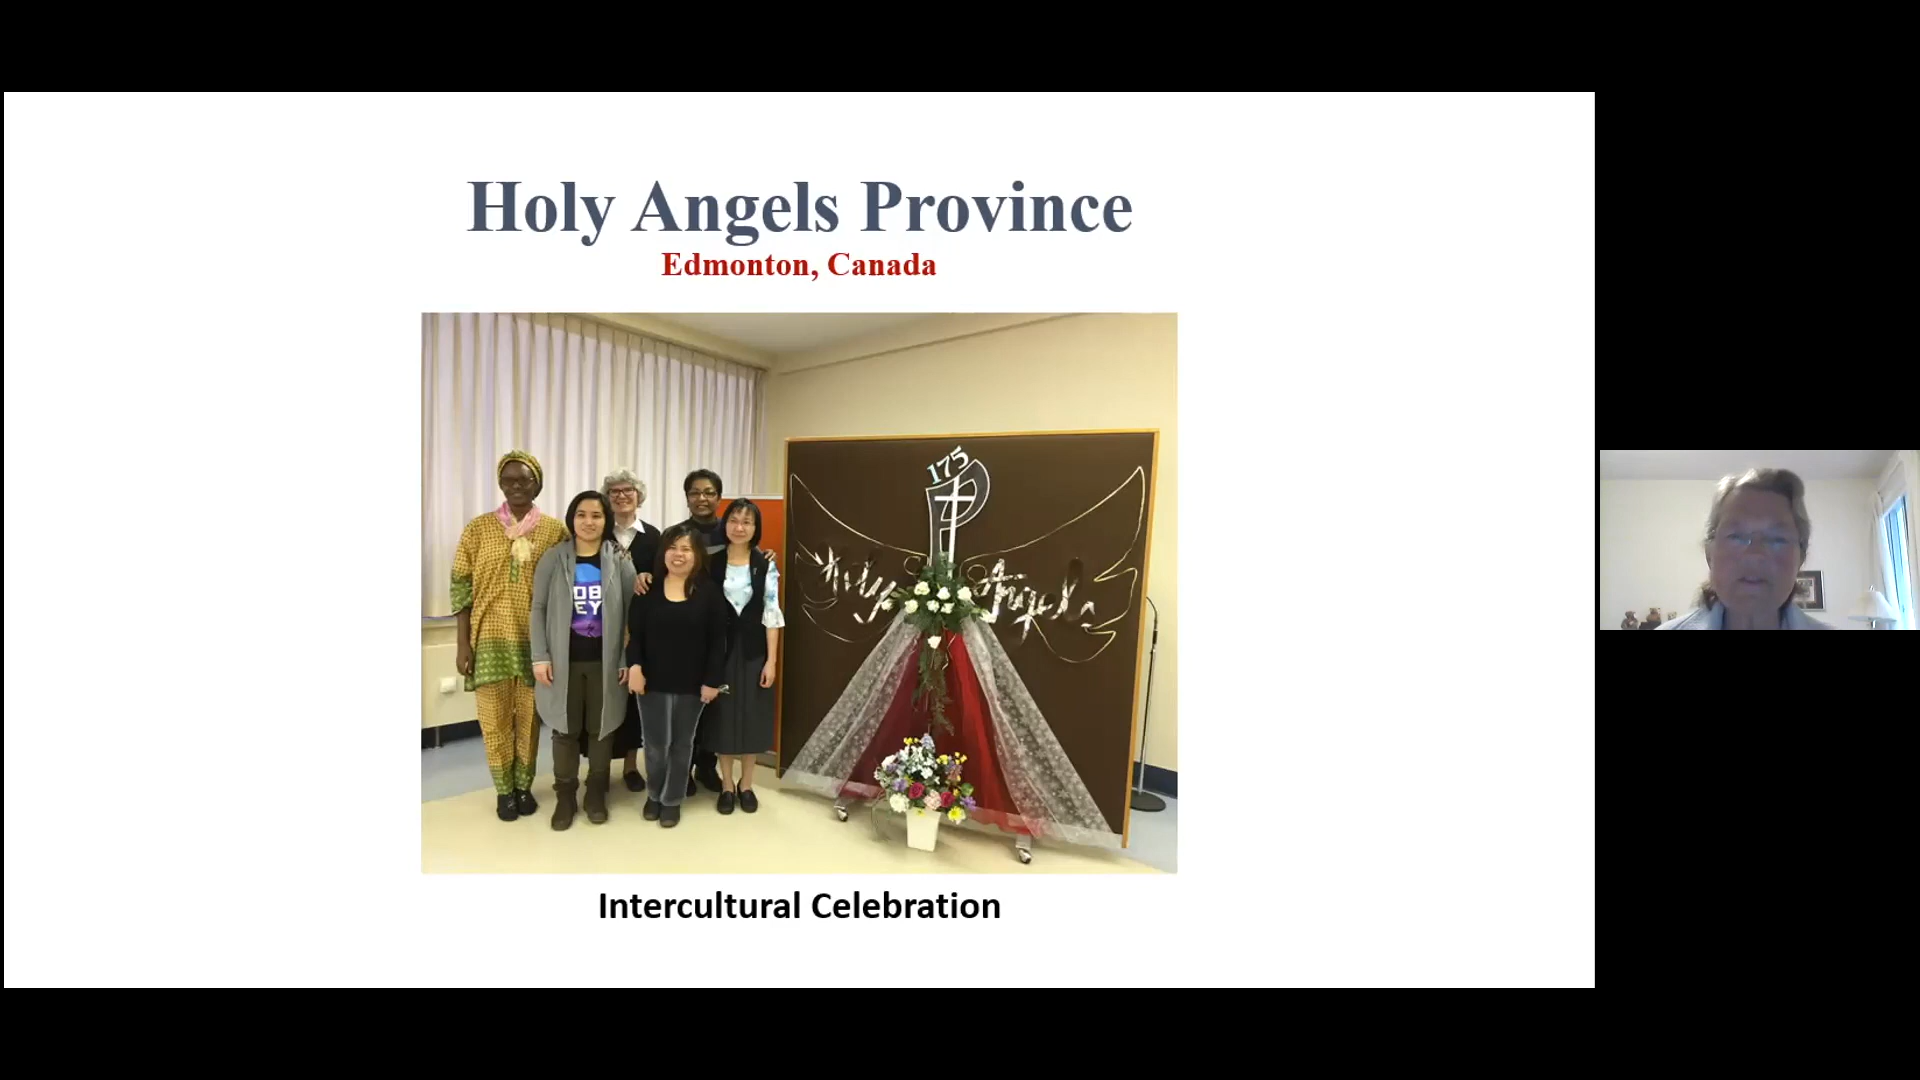 Holy Angels Province
Edmonton, Canada
175
Holy Angels
Intercultural Celebration